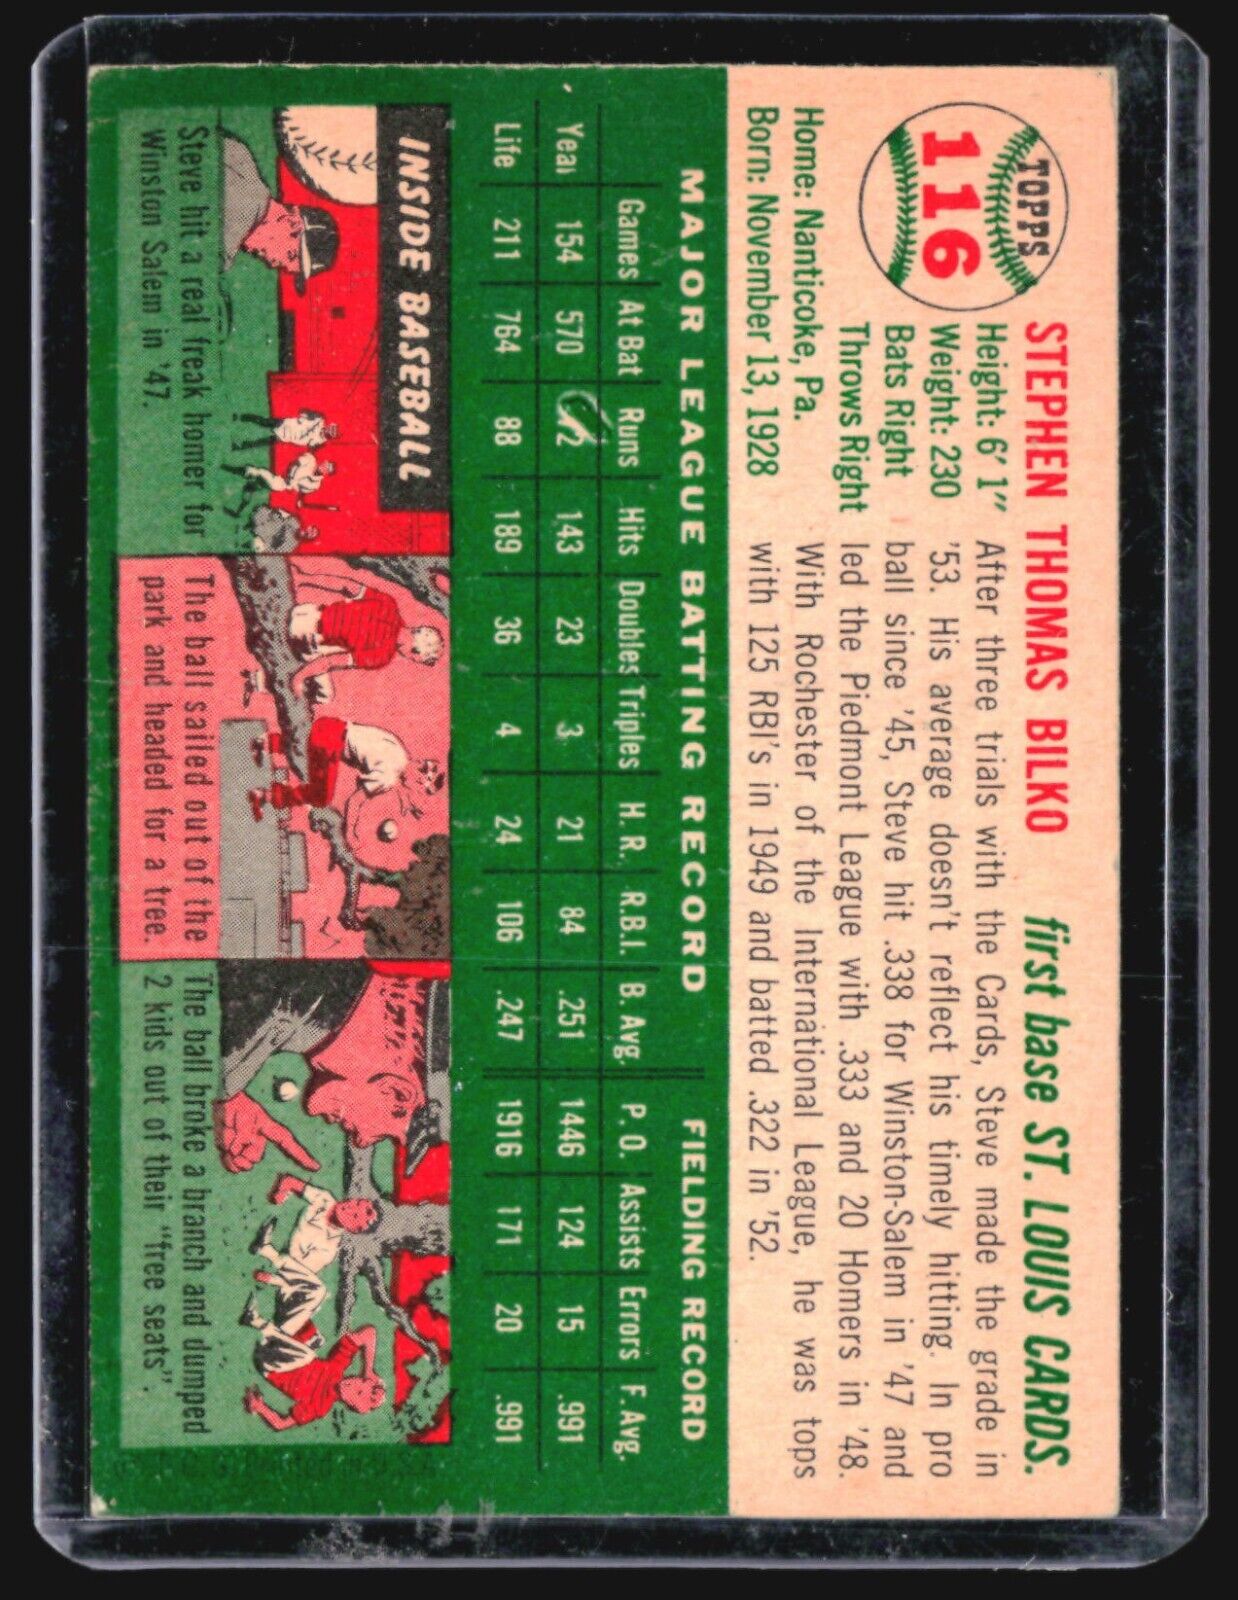 TOPPS
116
STEPHEN THOMAS BILKO first base ST. LOUIS CARDS.
Height: 6' 1"
Weight: 230
Bats Right
Throws Right
Home: Nanticoke, Pa.
Born: November 13, 1928
After three trials with the Cards, Steve made the grade in
'53. His average doesn't reflect his timely hitting. In pro
ball since '45, Steve hit .338 for Winston-Salem in '47 and
led the Piedmont League with .333 and 20 Homers in '48.
With Rochester of the International League, he was tops
with 125 RBI's in 1949 and batted .322 in '52.
MAJOR LEAGUE BATTING RECORD FIELDING RECORD
Games At Bat Runs Hits Doubles Triples H. R. R.B.I. B. Avg. P. O. Assists Errors F. Avg.
Year 154 570 143 23 3 21 84 .251 1446 124 15 .991
Life 211 764 88 189 36 4 24 106 .247 1916 171 20 .991
INSIDE BASEBALL
Steve hit a real freak homer for
Winston Salem in '47.
The ball sailed out of the
park and headed for a tree.
The ball broke a branch and dumped
2 kids out of their "free seats".
Printed in U.S.A.